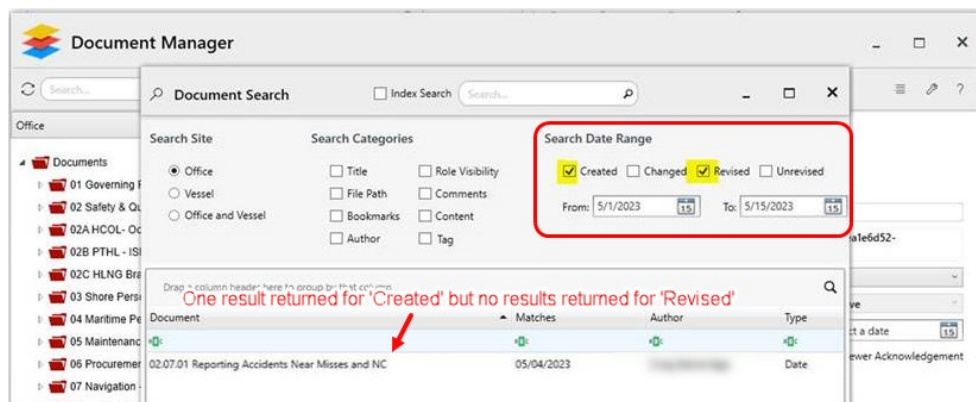 Document Manager
Search...
Document Search
Index Search
Search...
Office
Search Site
Search Categories
Search Date Range
Office
Title
Role Visibility
Created
Changed
Revised
Unrevised
Vessel
File Path
Comments
Office and Vessel
Bookmarks
Content
From: 5/1/2023 15
To: 5/15/2023 15
Author
Tag
Documents
01 Governing
02 Safety & Qu
02A HCOL- Oc
02B PTHL - ISI
02C HLNG Bra
03 Shore Pers
04 Maritime Pe
05 Maintenanc
06 Procuremer
07 Navigation -
Drag a column header here to group by that column
One result returned for 'Created' but no results returned for 'Revised'
Document
Matches
Author
Type
02.07.01 Reporting Accidents Near Misses and NC
05/04/2023
Date
ea1e6d52-
ve
ct a date
15
ewer Acknowledgement